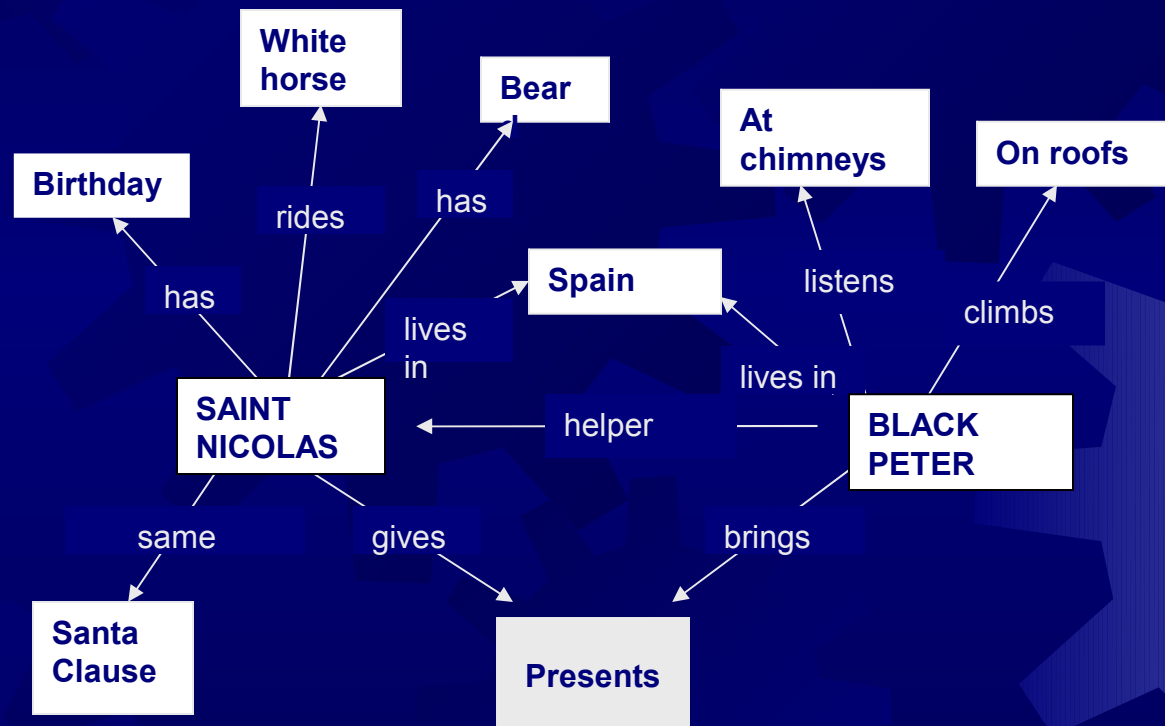 White
horse
Bear
At
chimneys
On roofs
Birthday
rides
has
Spain
listens
has
lives
in
climbs
lives in
SAINT
NICOLAS
helper
BLACK
PETER
same
gives
brings
Santa
Clause
Presents